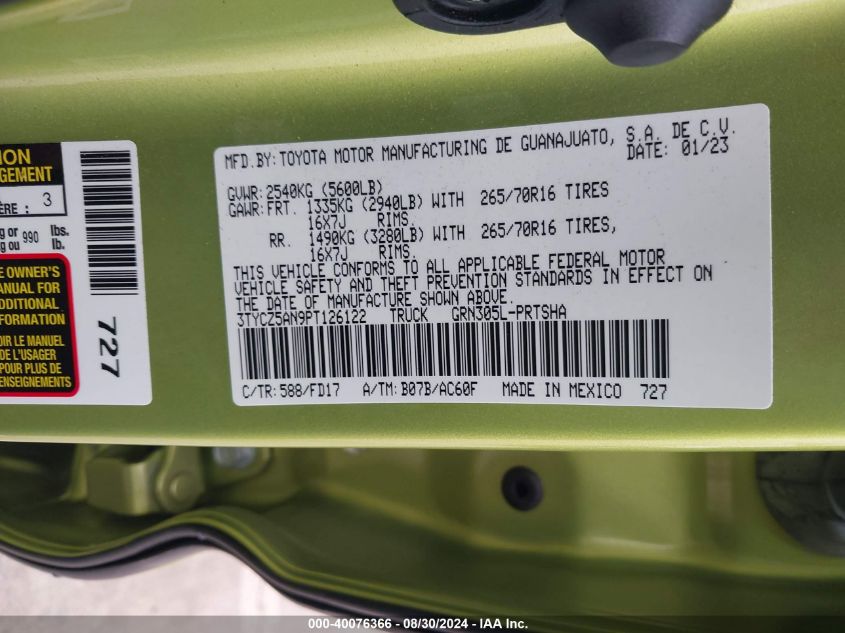 ION
GEMENT
ÈRE : 3
g or 990 lbs.
g ou lb.
E OWNER'S
ANUAL FOR
ADDITIONAL
FORMATION
OIR LE MANUEL
DE L'USAGER
POUR PLUS DE
ENSEIGNEMENTS
727
MFD.BY: TOYOTA MOTOR MANUFACTURING DE GUANAJUATO, S.A. DE C.V.
DATE: 01/23
GVWR: 2540KG (5600LB)
GAWR: FRT. 1335KG (2940LB) WITH 265/70R16 TIRES
16X7J RIMS.
RR. 1490KG (3280LB) WITH 265/70R16 TIRES,
16X7J RIMS.
THIS VEHICLE CONFORMS TO ALL APPLICABLE FEDERAL MOTOR
VEHICLE SAFETY AND THEFT PREVENTION STANDARDS IN EFFECT ON
THE DATE OF MANUFACTURE SHOWN ABOVE.
3TYCZ5AN9PT126122 TRUCK GRN305L-PRTSHA
C/TR: 588/FD17 A/TM: B07B/AC60F MADE IN MEXICO 727
000-40076366 - 08/30/2024 - IAA Inc.